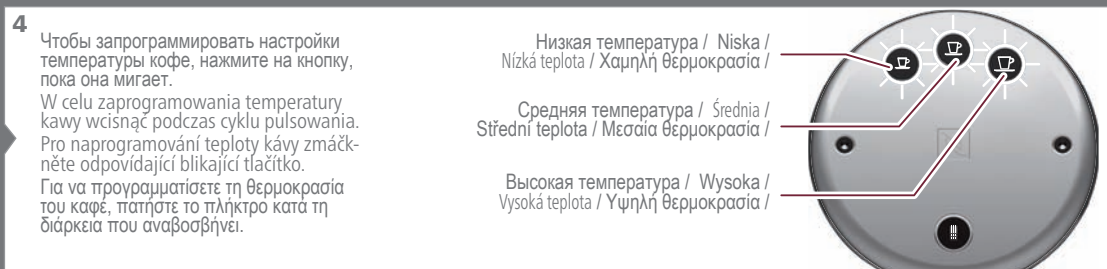 4
Чтобы запрограммировать настройки
температуры кофе, нажмите на кнопку,
пока она мигает.
W celu zaprogramowania temperatury
kawy wcisnąć podczas cyklu pulsowania.
Pro naprogramování teploty kávy zmáčk-
něte odpovídající blikající tlačítko.
Για να προγραμματίσετε τη θερμοκρασία
του καφέ, πατήστε το πλήκτρο κατά τη
διάρκεια που αναβοσβήνει.
Низкая температура / Niska /
Nízká teplota / Χαμηλή θερμοκρασία /
Средняя температура / Średnia /
Střední teplota / Μεσαία θερμοκρασία /
Высокая температура / Wysoka /
Vysoká teplota / Υψηλή θερμοκρασία /